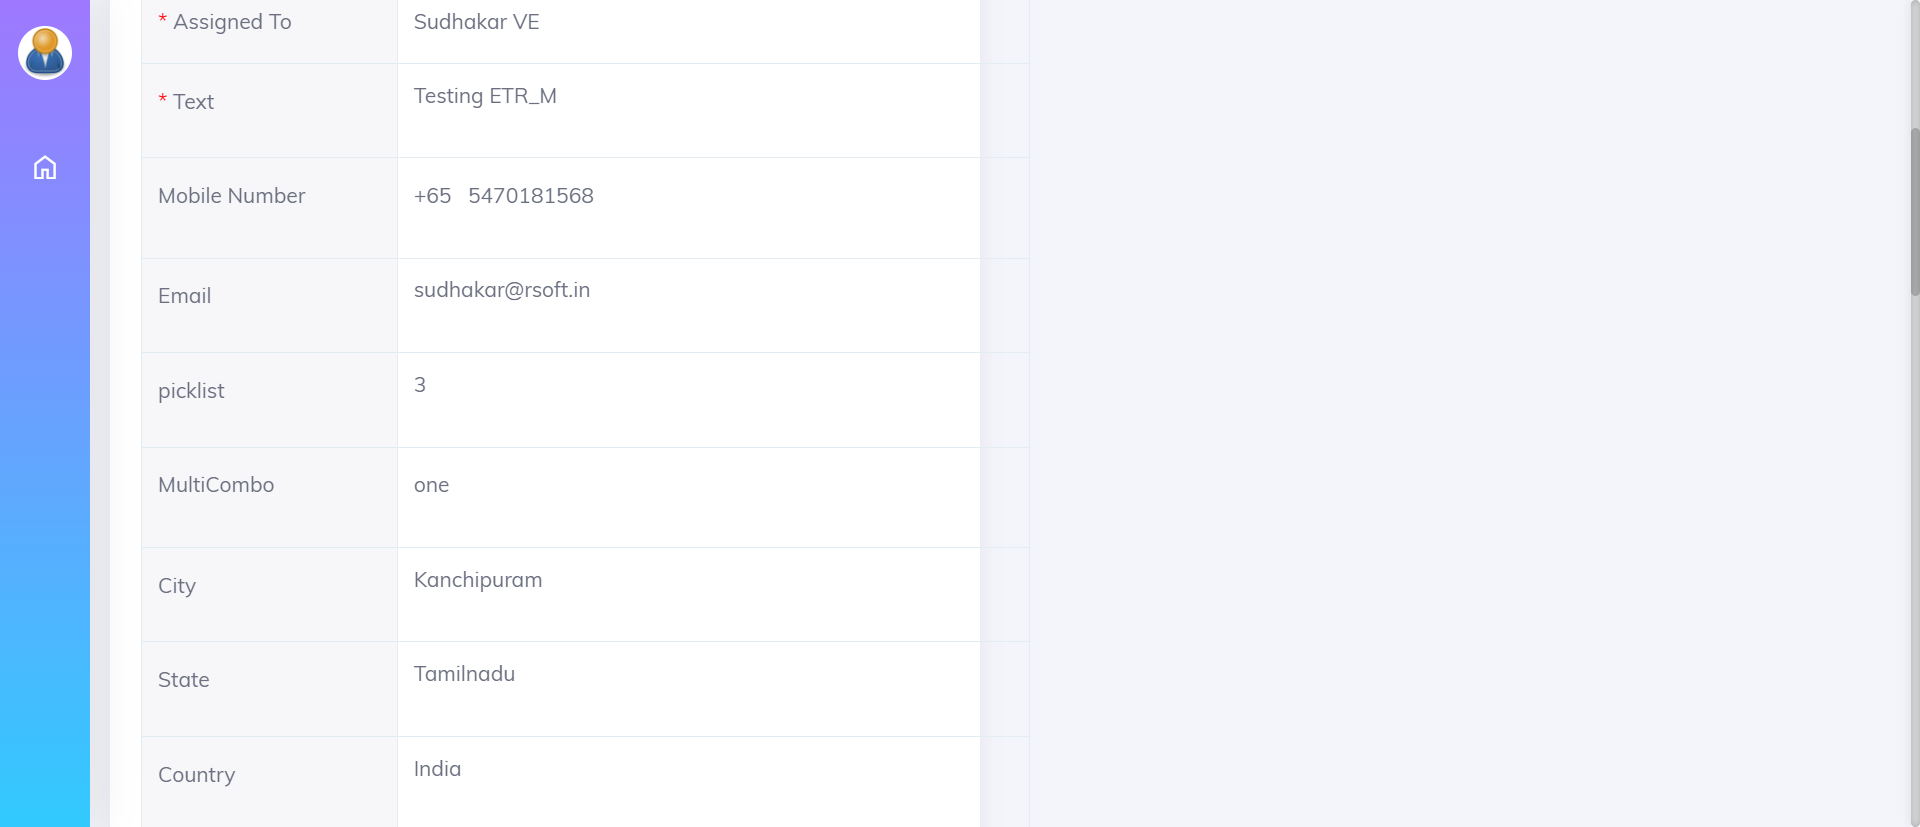 * Assigned To Sudhakar VE
* Text Testing ETR_M
Mobile Number +65 5470181568
Email sudhakar@rsoft.in
picklist 3
MultiCombo one
City Kanchipuram
State Tamilnadu
Country India